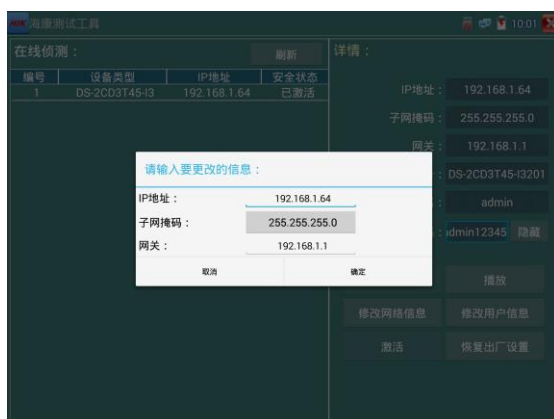 HIK 海康测试工具
10:01
在线侦测：
刷新
编号 设备类型 IP地址 安全状态
1 DS-2CD3T45-I3 192.168.1.64 已激活
详情：
IP地址： 192.168.1.64
子网掩码： 255.255.255.0
网关： 192.168.1.1
： DS-2CD3T45-I3201
： admin
： dmin12345 隐藏
播放
修改网络信息 修改用户信息
激活 恢复出厂设置
请输入要更改的信息：
IP地址： 192.168.1.64
子网掩码： 255.255.255.0
网关： 192.168.1.1
取消 确定